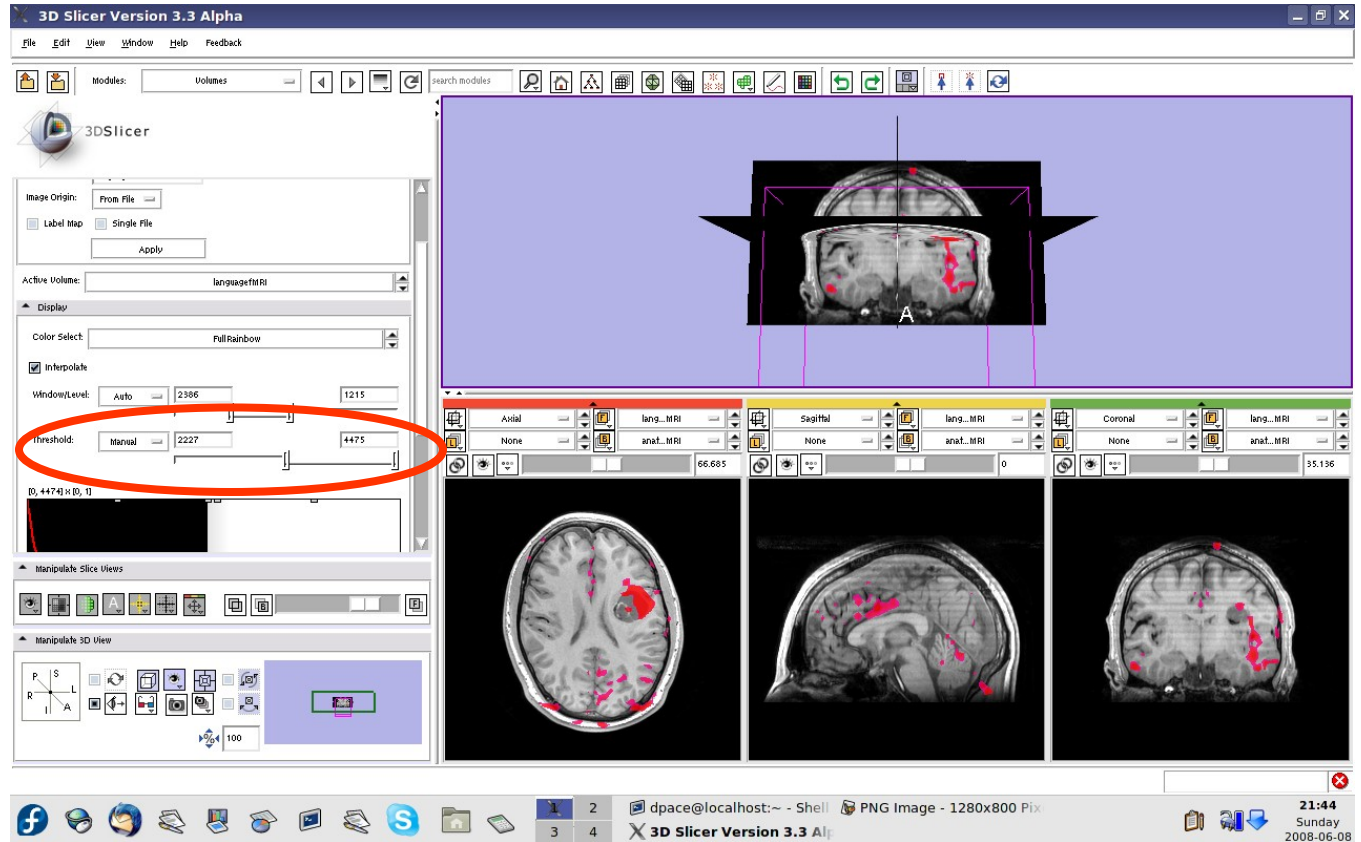 3D Slicer Version 3.3 Alpha
File Edit View Window Help Feedback
Modules: Volumes search modules
3DSlicer
Image Origin: From File
Label Map Single File
Apply
Active Volume: languagefMRI
Display
Color Select: FullRainbow
Interpolate
Window/Level: Auto 2386 1215
Threshold: Manual 2227 4475
[0, 4474] x [0, 1]
Manipulate Slice Views
Manipulate 3D View
P S
R L
I A
100
A
Axial lang...MRI
None anat...MRI
66.685
Sagittal lang...MRI
None anat...MRI
0
Coronal lang...MRI
None anat...MRI
35.136
1 2
3 4
dpace@localhost:~ - Shell
PNG Image - 1280x800 Pix
3D Slicer Version 3.3 Alp
21:44
Sunday
2008-06-08